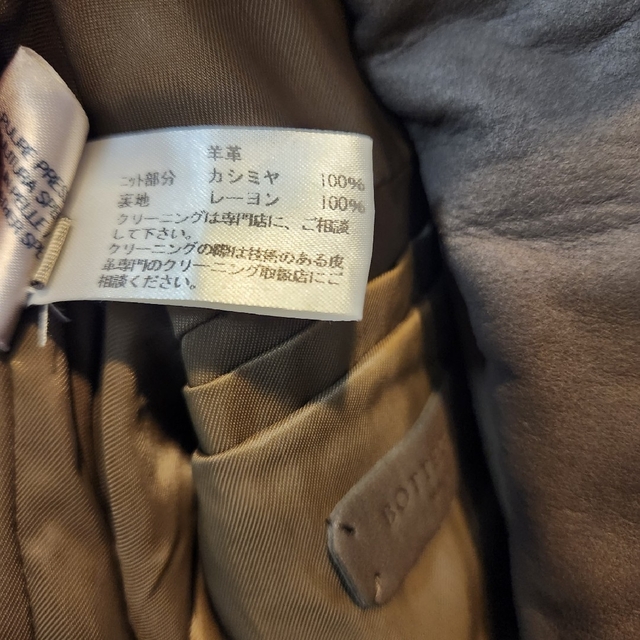 羊革
ニット部分 カシミヤ 100%
裏地 レーヨン 100%
クリーニングは専門店に、ご相談
して下さい。
クリーニングの際は技術のある皮
革専門のクリーニング取扱店にご
相談ください。
BOTTE